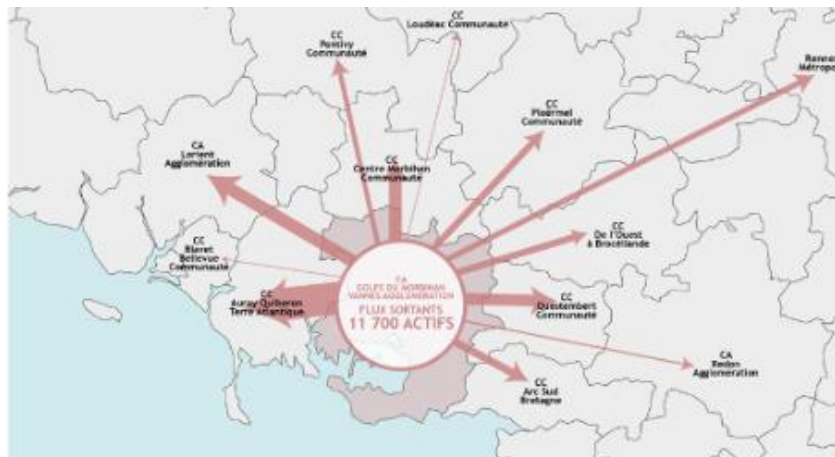 CC
Loudéac Communauté
CC
Pontivy
Communauté
Rennes
Métropo
CC
Ploërmel
Communauté
CA
Lorient
Agglomération
CC
Centre Morbihan
Communauté
CC
De l'Ouest
à Brocéliande
CC
Blavet
Bellevue
Communauté
CA
GOLFE DU MORBIHAN
VANNES AGGLOMÉRATION
FLUX SORTANTS
11 700 ACTIFS
CC
Auray Quiberon
Terre Atlantique
CC
Questembert
Communauté
CA
Redon
Agglomération
CC
Arc Sud
Bretagne